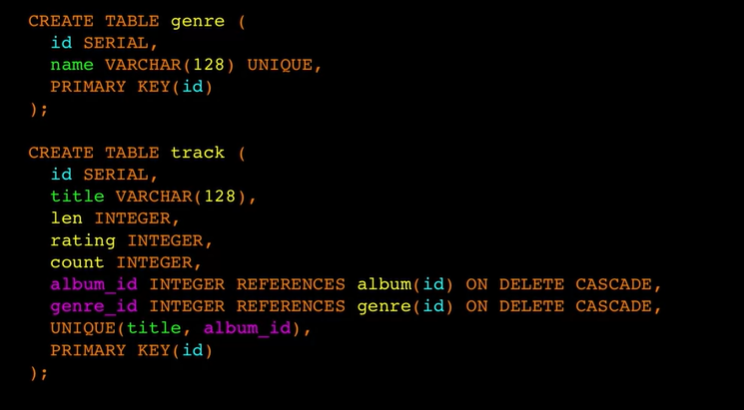 CREATE TABLE genre (
  id SERIAL,
  name VARCHAR(128) UNIQUE,
  PRIMARY KEY(id)
);

CREATE TABLE track (
  id SERIAL,
  title VARCHAR(128),
  len INTEGER,
  rating INTEGER,
  count INTEGER,
  album_id INTEGER REFERENCES album(id) ON DELETE CASCADE,
  genre_id INTEGER REFERENCES genre(id) ON DELETE CASCADE,
  UNIQUE(title, album_id),
  PRIMARY KEY(id)
);